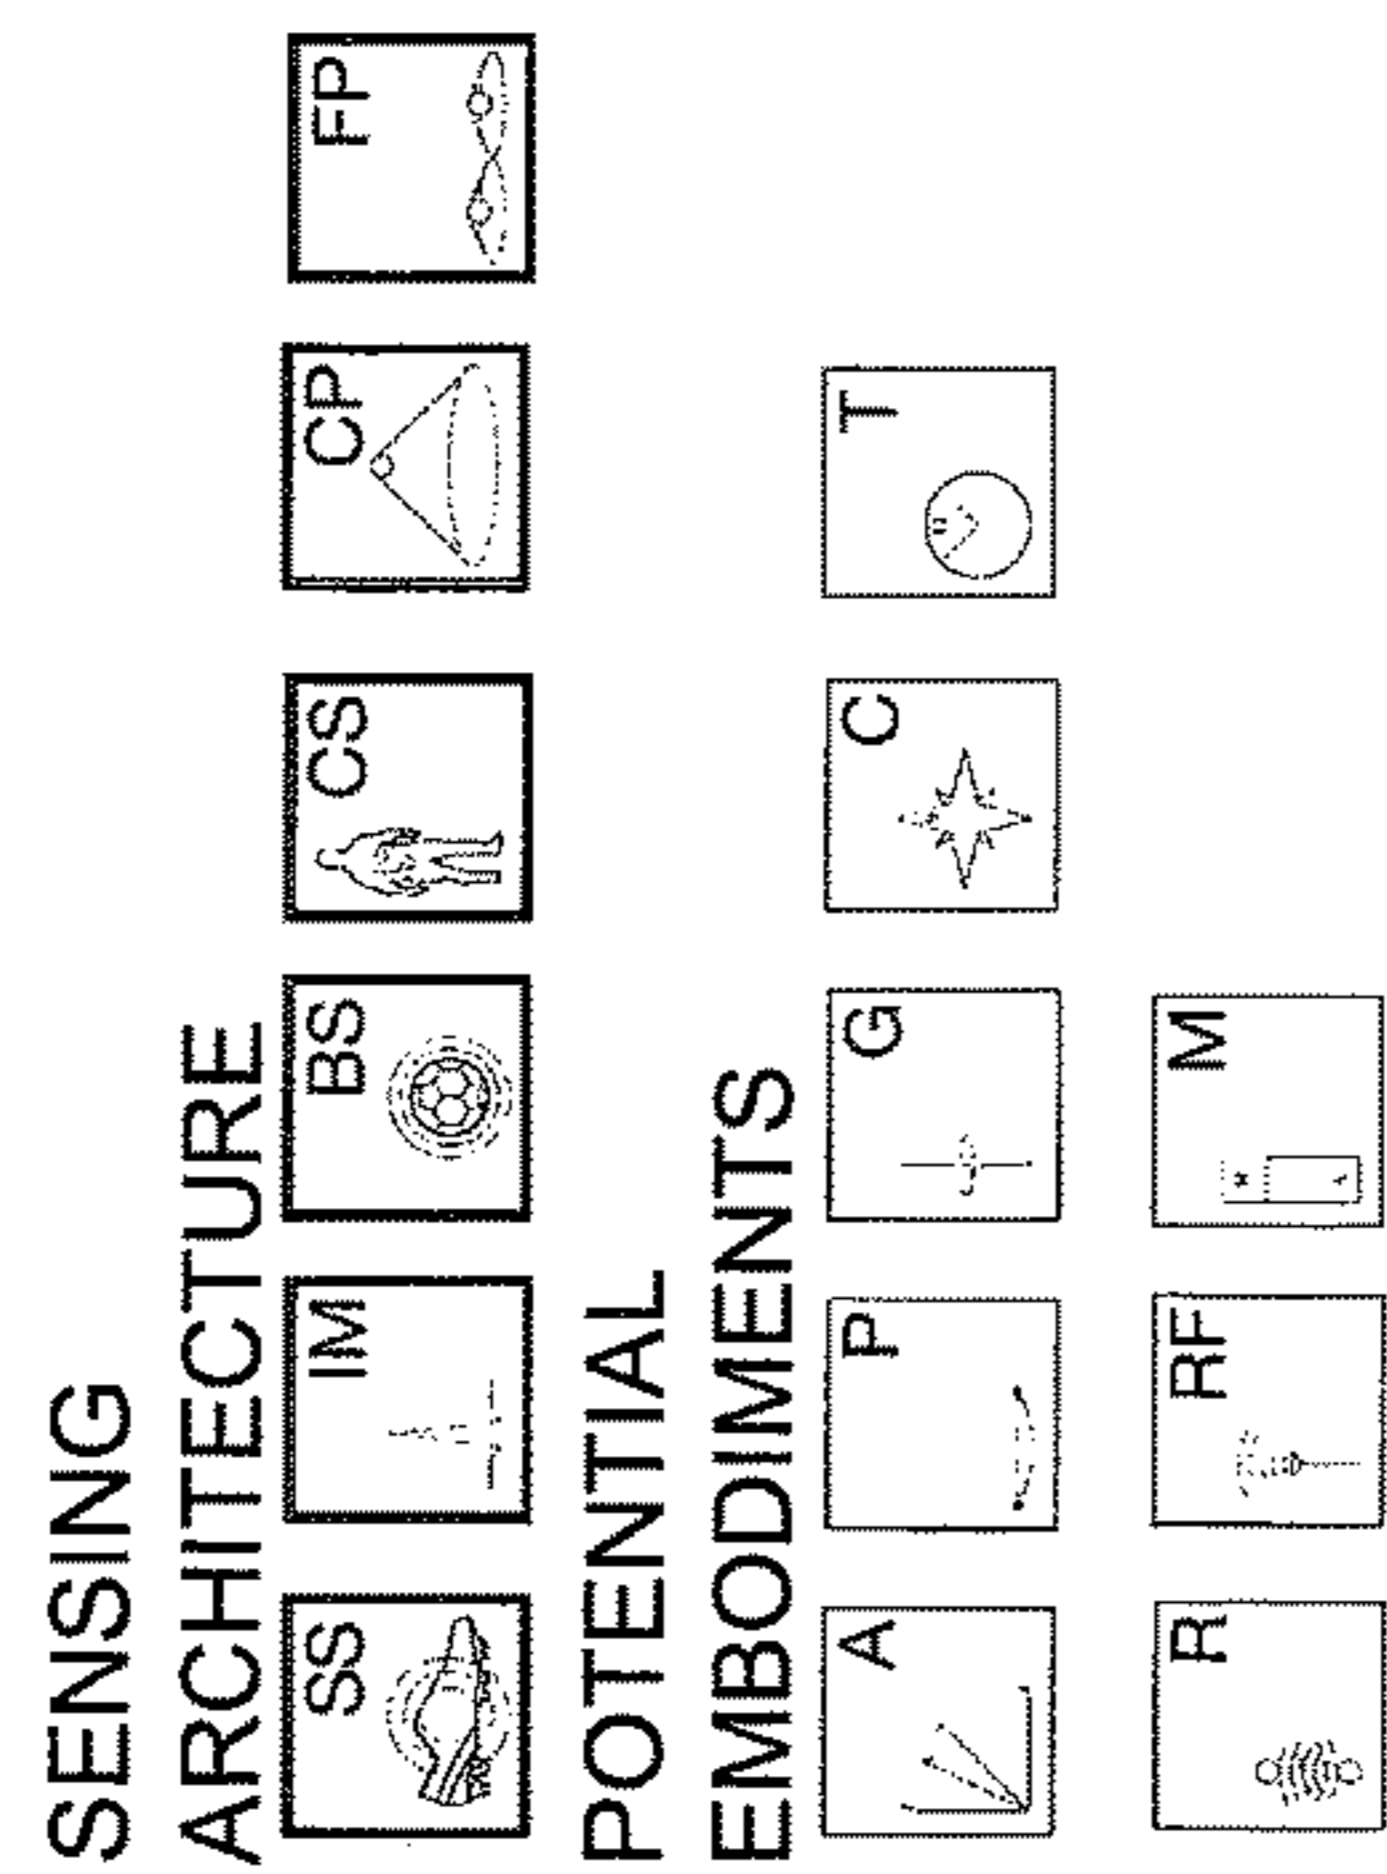 SENSING
ARCHITECTURE
SS IM BS CS CP FP
POTENTIAL
EMBODIMENTS
A P G C T
R RF M